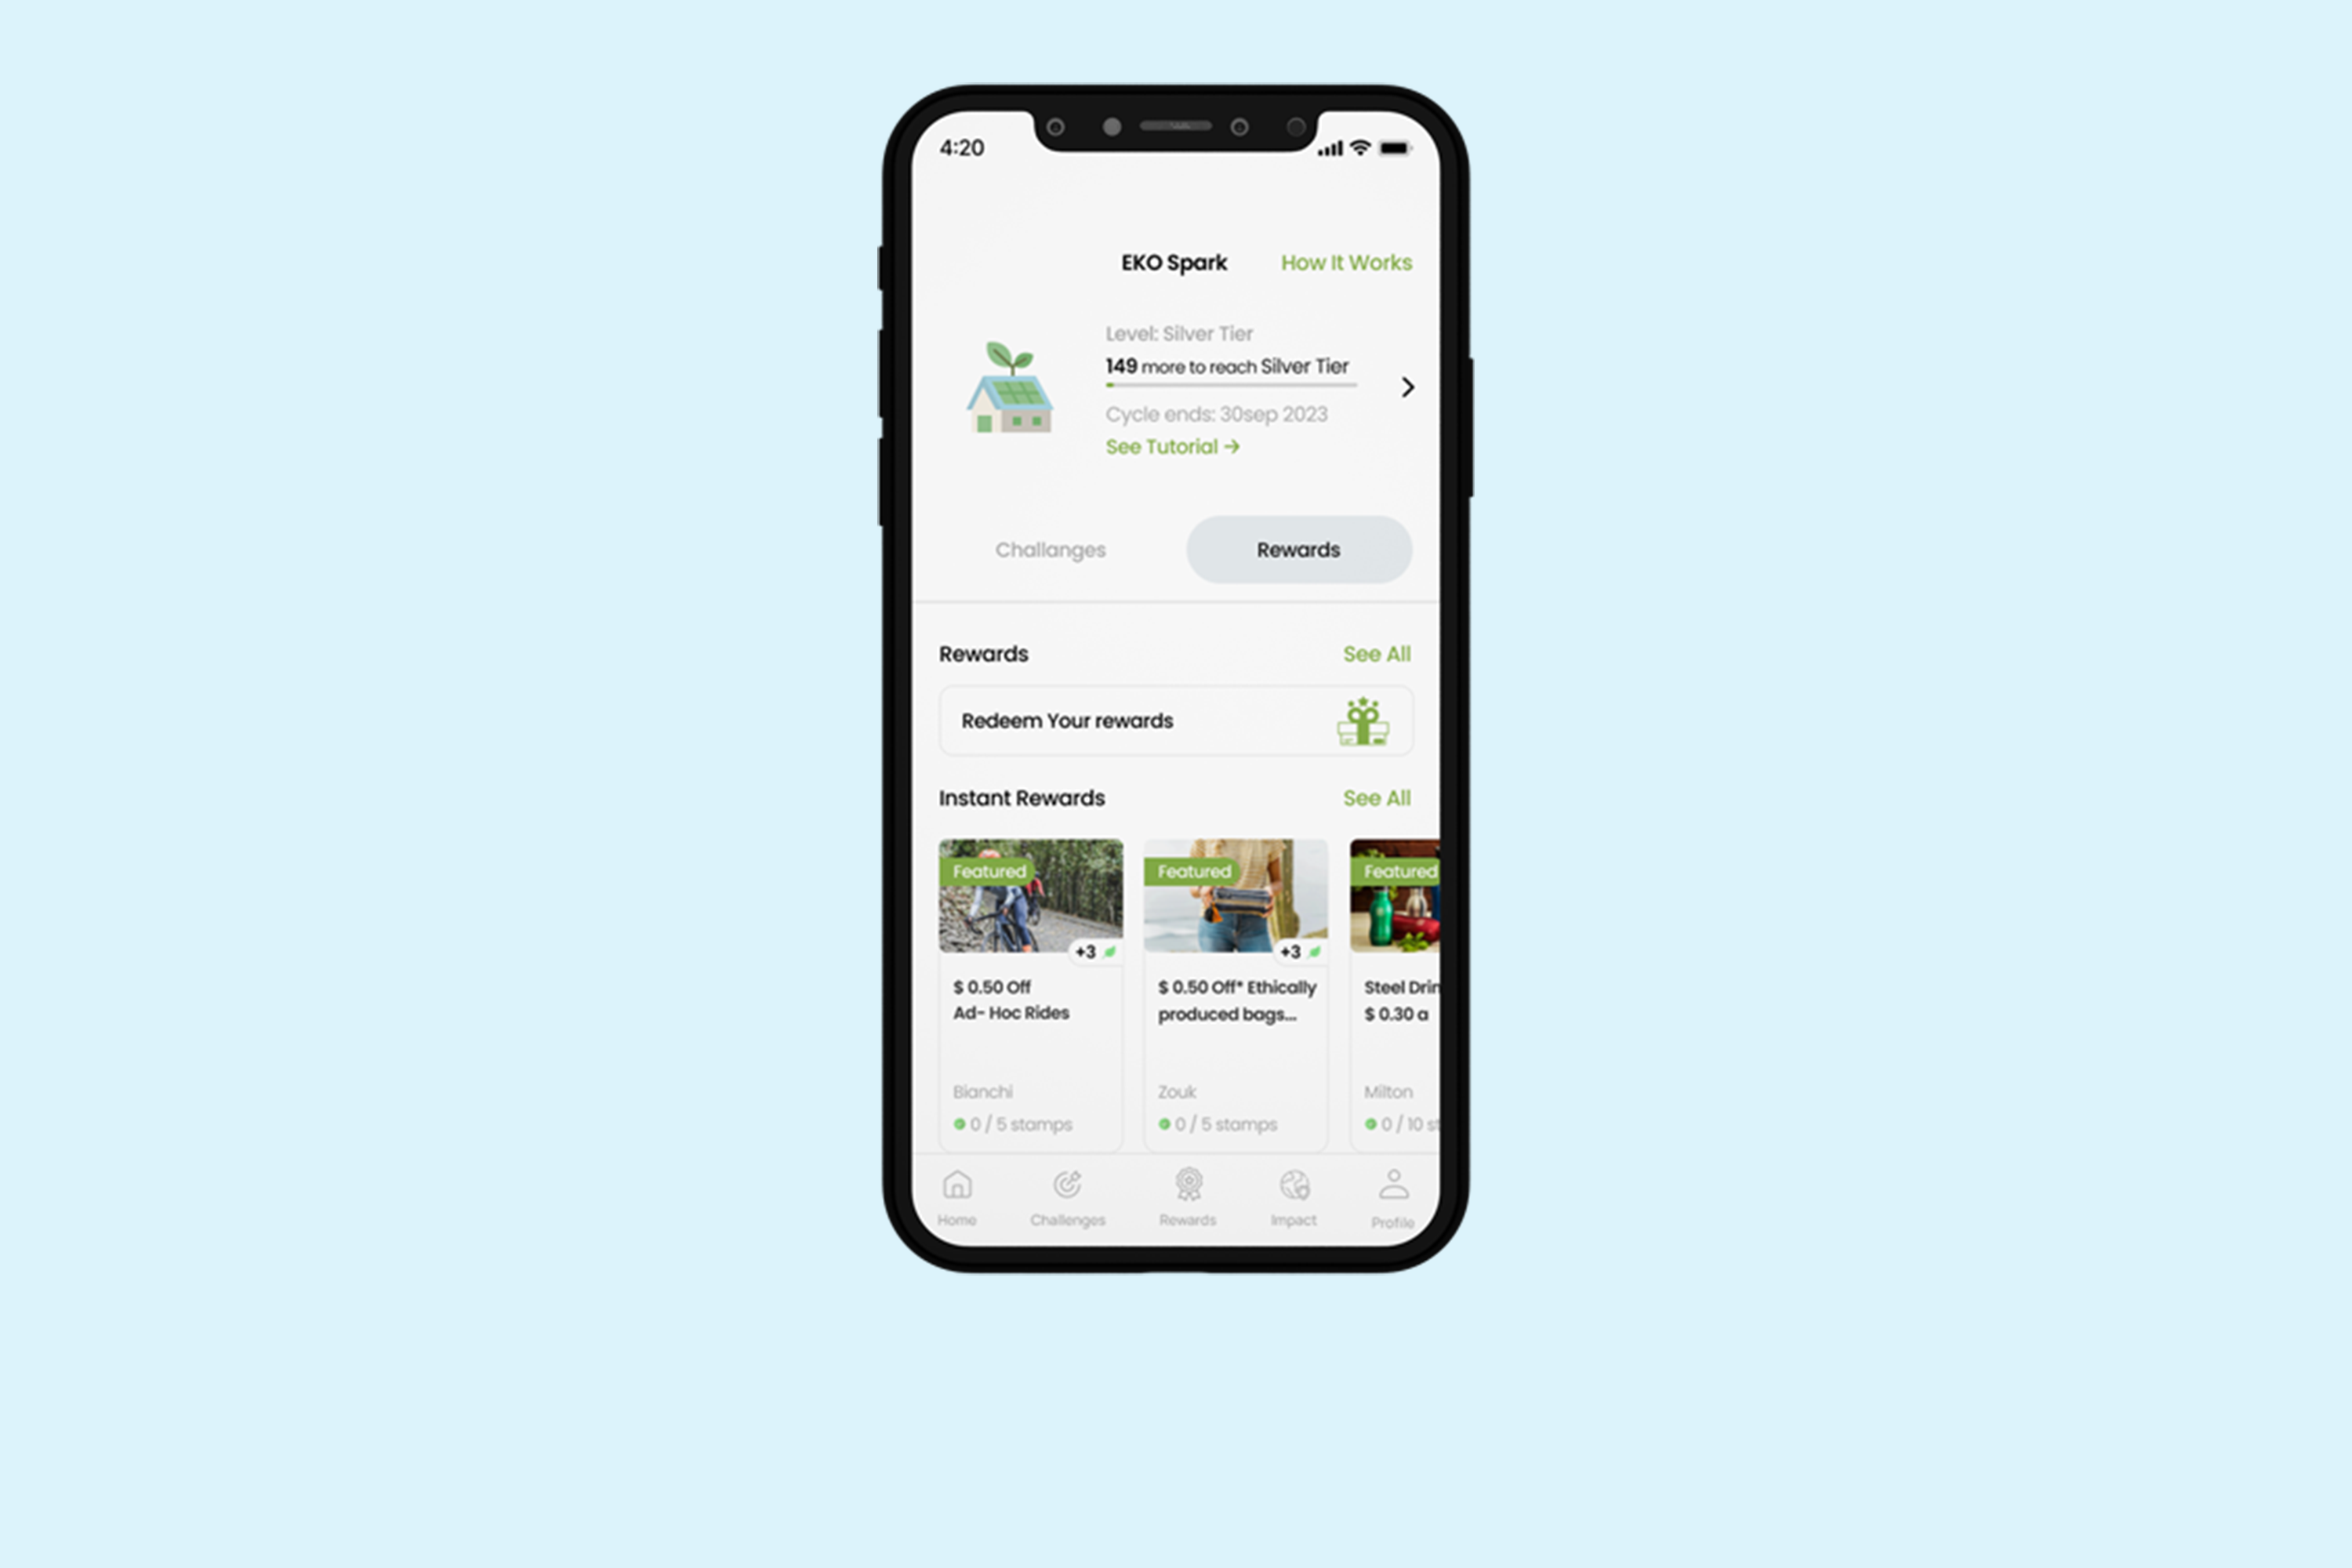 4:20
EKO Spark
How It Works
Level: Silver Tier
149 more to reach Silver Tier
Cycle ends: 30sep 2023
See Tutorial →
Challanges
Rewards
Rewards
See All
Redeem Your rewards
Instant Rewards
See All
Featured
Featured
Featured
+3
+3
$ 0.50 Off
Ad- Hoc Rides
$ 0.50 Off* Ethically
produced bags...
Steel Drin
$ 0.30 a
Bianchi
Zouk
Milton
0 / 5 stamps
0 / 5 stamps
0 / 10 st
Home
Challenges
Rewards
Impact
Profile